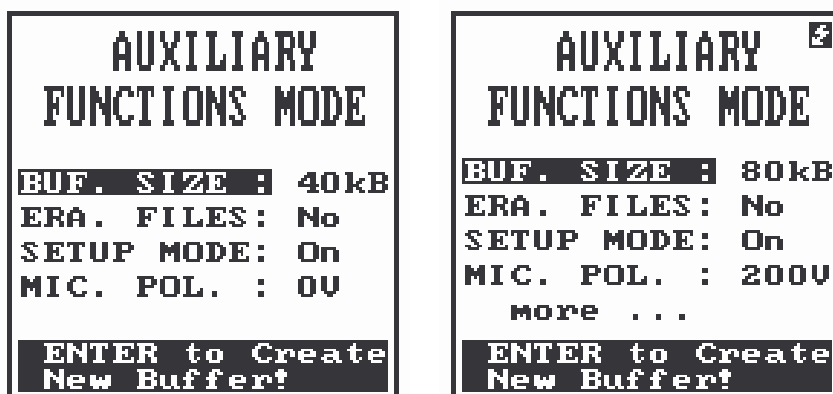 AUXILIARY
FUNCTIONS MODE
BUF. SIZE : 40kB
ERA. FILES: No
SETUP MODE: On
MIC. POL. : 0V
ENTER to Create
New Buffer!
AUXILIARY
FUNCTIONS MODE
BUF. SIZE : 80kB
ERA. FILES: No
SETUP MODE: On
MIC. POL. : 200V
more ...
ENTER to Create
New Buffer!